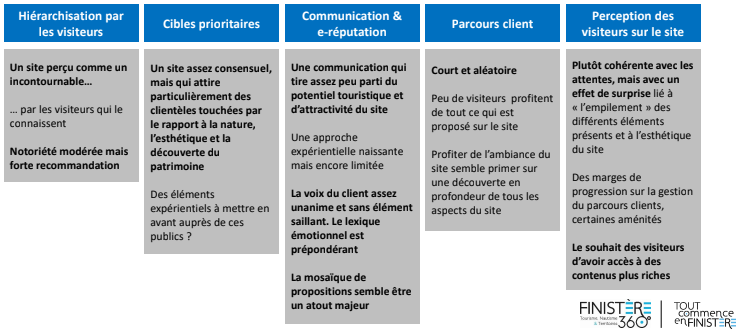 Hiérarchisation par
les visiteurs
Un site perçu comme un
incontournable…
… par les visiteurs qui le
connaissent
Notoriété modérée mais
forte recommandation
Cibles prioritaires
Un site assez consensuel,
mais qui attire
particulièrement des
clientèles touchées par
le rapport à la nature,
l'esthétique et la
découverte du
patrimoine
Des éléments
expérientiels à mettre en
avant auprès de ces
publics ?
Communication &
e-réputation
Une communication qui
tire assez peu parti du
potentiel touristique et
d'attractivité du site
Une approche
expérientielle naissante
mais encore limitée
La voix du client assez
unanime et sans élément
saillant. Le lexique
émotionnel est
prépondérant
La mosaïque de
propositions semble être
un atout majeur
Parcours client
Court et aléatoire
Peu de visiteurs profitent
de tout ce qui est
proposé sur le site
Profiter de l'ambiance du
site semble primer sur
une découverte en
profondeur de tous les
aspects du site
Perception des
visiteurs sur le site
Plutôt cohérente avec les
attentes, mais avec un
effet de surprise lié à
« l'empilement » des
différents éléments
présents et à l'esthétique
du site
Des marges de
progression sur la gestion
du parcours clients,
certaines aménités
Le souhait des visiteurs
d'avoir accès à des
contenus plus riches
FINISTÈRE
Tourisme, Nautisme
& Territoires
360°
TOUT
commence
en FINISTÈRE